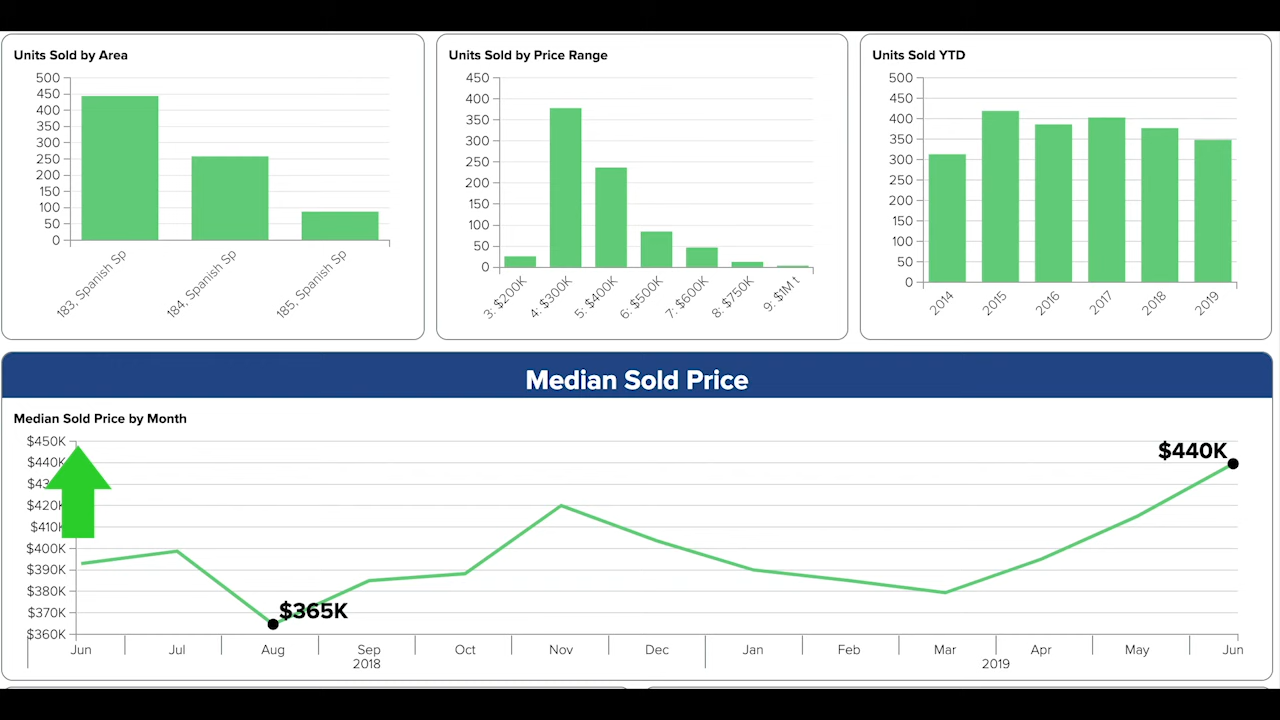 Units Sold by Area
500
450
400
350
300
250
200
150
100
50
0
183, Spanish Sp
184, Spanish Sp
185, Spanish Sp
Units Sold by Price Range
450
400
350
300
250
200
150
100
50
0
3: $200K
4: $300K
5: $400K
6: $500K
7: $600K
8: $750K
9: $1M t
Units Sold YTD
500
450
400
350
300
250
200
150
100
50
0
2014
2015
2016
2017
2018
2019
Median Sold Price
Median Sold Price by Month
$450K
$440K
$43
$420K
$410K
$400K
$390K
$380K
$370K
$360K
$365K
$440K
Jun Jul Aug Sep Oct Nov Dec Jan Feb Mar Apr May Jun
2018 2019